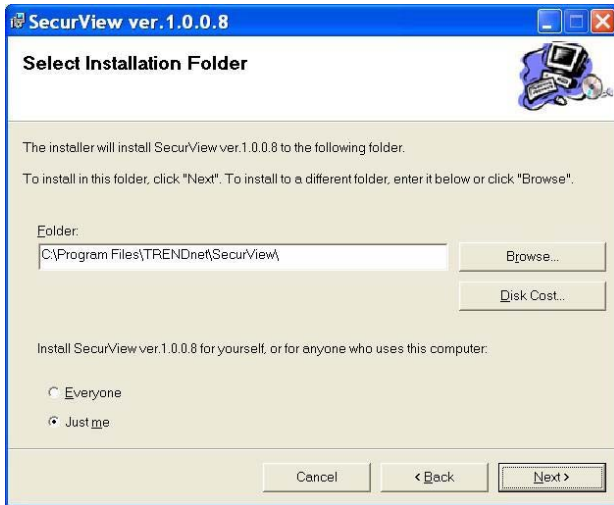 SecurView ver.1.0.0.8
Select Installation Folder
The installer will install SecurView ver.1.0.0.8 to the following folder.
To install in this folder, click "Next". To install to a different folder, enter it below or click "Browse".
Folder:
C:\Program Files\TRENDnet\SecurView\
Browse...
Disk Cost...
Install SecurView ver.1.0.0.8 for yourself, or for anyone who uses this computer:
Everyone
Just me
Cancel
< Back
Next >